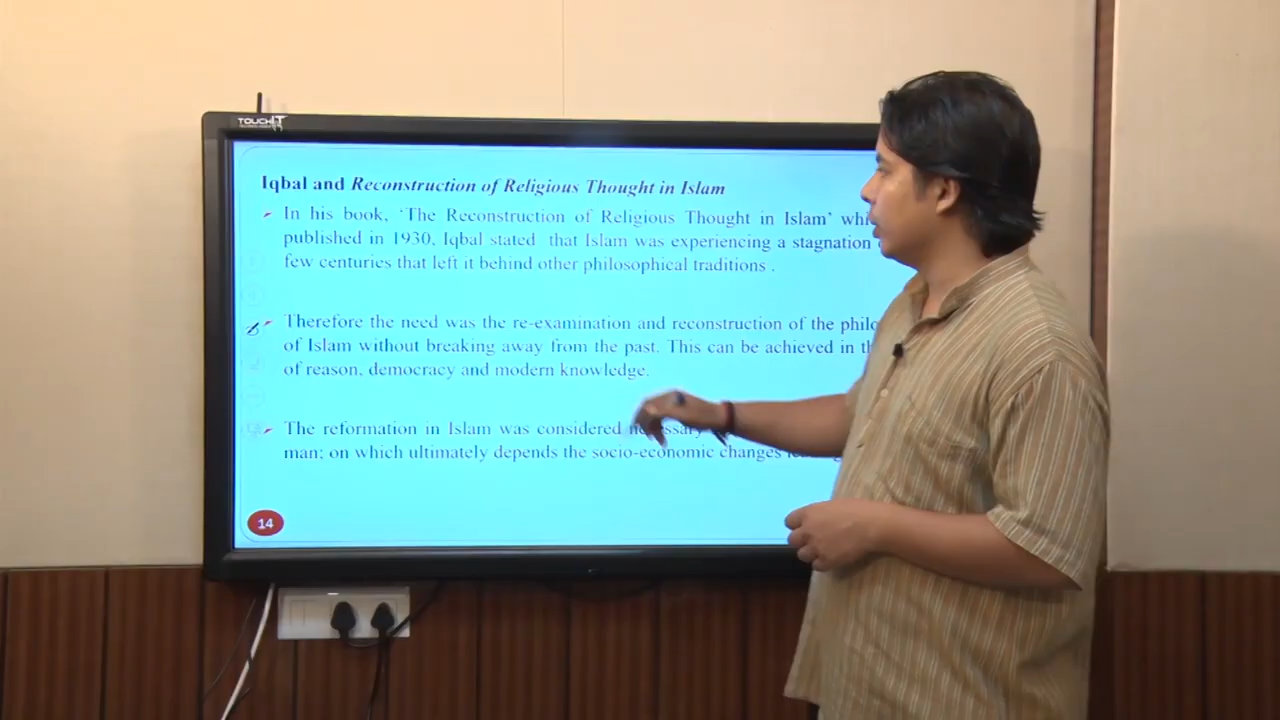 TOUCHIT
Iqbal and Reconstruction of Religious Thought in Islam
In his book, ‘The Reconstruction of Religious Thought in Islam’
published in 1930, Iqbal stated that Islam was experiencing a stagnation
few centuries that left it behind other philosophical traditions .
Therefore the need was the re-examination and reconstruction of the
of Islam without breaking away from the past. This can be achieved in
of reason, democracy and modern knowledge.
The reformation in Islam was considered necessary
man; on which ultimately depends the socio-economic changes
14